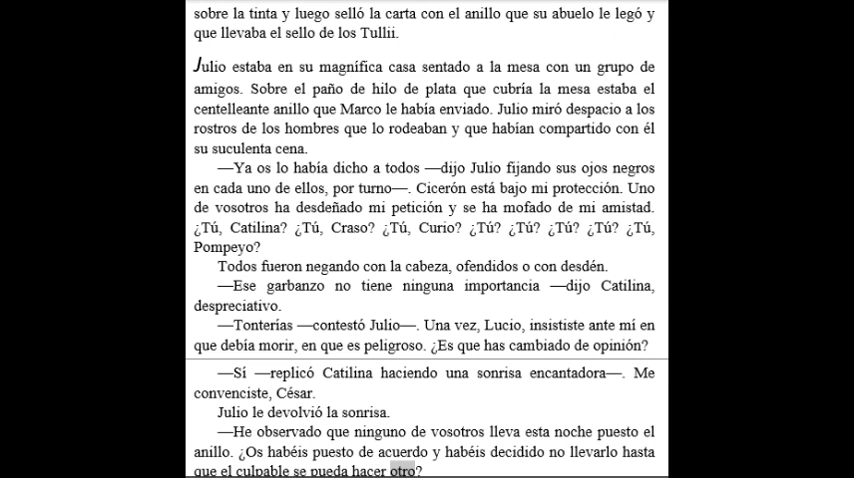 sobre la tinta y luego selló la carta con el anillo que su abuelo le legó y
que llevaba el sello de los Tullii.
Julio estaba en su magnífica casa sentado a la mesa con un grupo de
amigos. Sobre el paño de hilo de plata que cubría la mesa estaba el
centelleante anillo que Marco le había enviado. Julio miró despacio a los
rostros de los hombres que lo rodeaban y que habían compartido con él
su suculenta cena.
—Ya os lo había dicho a todos —dijo Julio fijando sus ojos negros
en cada uno de ellos, por turno—. Cicerón está bajo mi protección. Uno
de vosotros ha desdeñado mi petición y se ha mofado de mi amistad.
¿Tú, Catilina? ¿Tú, Craso? ¿Tú, Curio? ¿Tú? ¿Tú? ¿Tú? ¿Tú? ¿Tú,
Pompeyo?
Todos fueron negando con la cabeza, ofendidos o con desdén.
—Ese garbanzo no tiene ninguna importancia —dijo Catilina,
despreciativo.
—Tonterías —contestó Julio—. Una vez, Lucio, insististe ante mí en
que debía morir, en que es peligroso. ¿Es que has cambiado de opinión?
—Sí —replicó Catilina haciendo una sonrisa encantadora—. Me
convenciste, César.
Julio le devolvió la sonrisa.
—He observado que ninguno de vosotros lleva esta noche puesto el
anillo. ¿Os habéis puesto de acuerdo y habéis decidido no llevarlo hasta
que el culpable se pueda hacer otro?